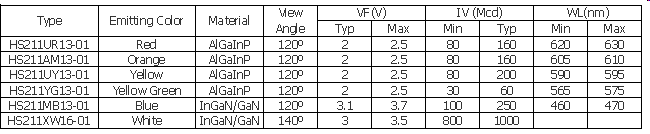 Type Emitting Color Material View Angle VF(V) IV (Mcd) WL(nm)
Typ Max Min Typ Min Max
HS211UR13-01 Red AlGaInP 120º 2 2.5 80 160 620 630
HS211AM13-01 Orange AlGaInP 120º 2 2.5 80 160 605 610
HS211UY13-01 Yellow AlGaInP 120º 2 2.5 80 200 590 595
HS211YG13-01 Yellow Green AlGaInP 120º 2 2.5 30 60 565 575
HS211MB13-01 Blue InGaN/GaN 120º 3.1 3.7 100 250 460 470
HS211XW16-01 White InGaN/GaN 140º 3 3.5 800 1000